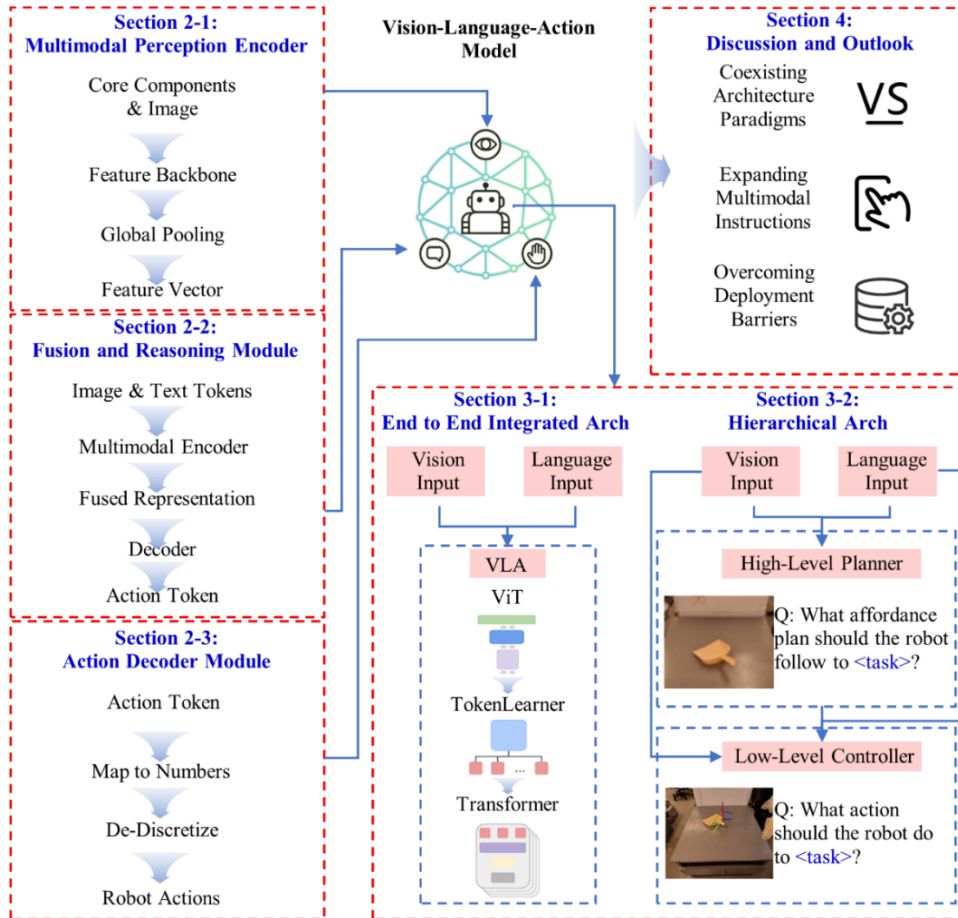 Section 2-1:
Multimodal Perception Encoder
Core Components
& Image
Feature Backbone
Global Pooling
Feature Vector
Section 2-2:
Fusion and Reasoning Module
Image & Text Tokens
Multimodal Encoder
Fused Representation
Decoder
Action Token
Section 2-3:
Action Decoder Module
Action Token
Map to Numbers
De-Discretize
Robot Actions
Vision-Language-Action
Model
Section 4:
Discussion and Outlook
Coexisting
Architecture
Paradigms
VS
Expanding
Multimodal
Instructions
Overcoming
Deployment
Barriers
Section 3-1:
End to End Integrated Arch
Vision
Input
Language
Input
VLA
ViT
TokenLearner
...
Transformer
Section 3-2:
Hierarchical Arch
Vision
Input
Language
Input
High-Level Planner
Q: What affordance
plan should the robot
follow to <task>?
Low-Level Controller
Q: What action
should the robot do
to <task>?